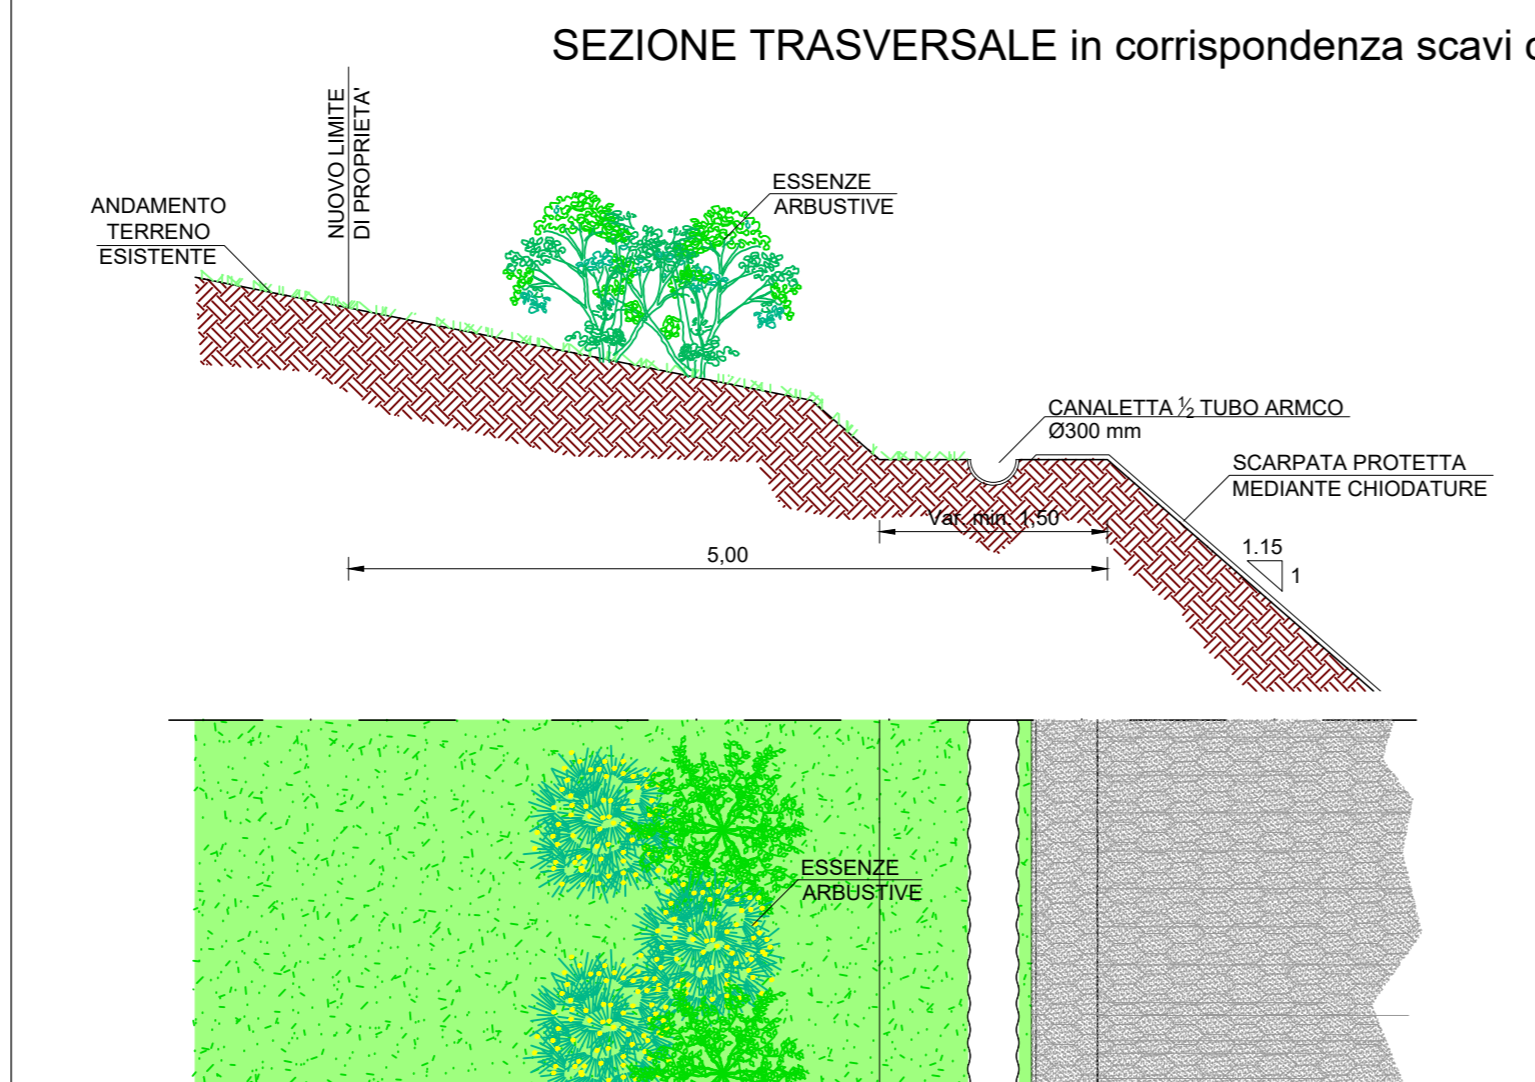 SEZIONE TRASVERSALE in corrispondenza scavi
NUOVO LIMITE
DI PROPRIETA'
ANDAMENTO
TERRENO
ESISTENTE
ESSENZE
ARBUSTIVE
CANALETTA ½ TUBO ARMCO
Ø300 mm
SCARPATA PROTETTA
MEDIANTE CHIODATURE
Var. min. 1,50
5,00
1.15
1
ESSENZE
ARBUSTIVE